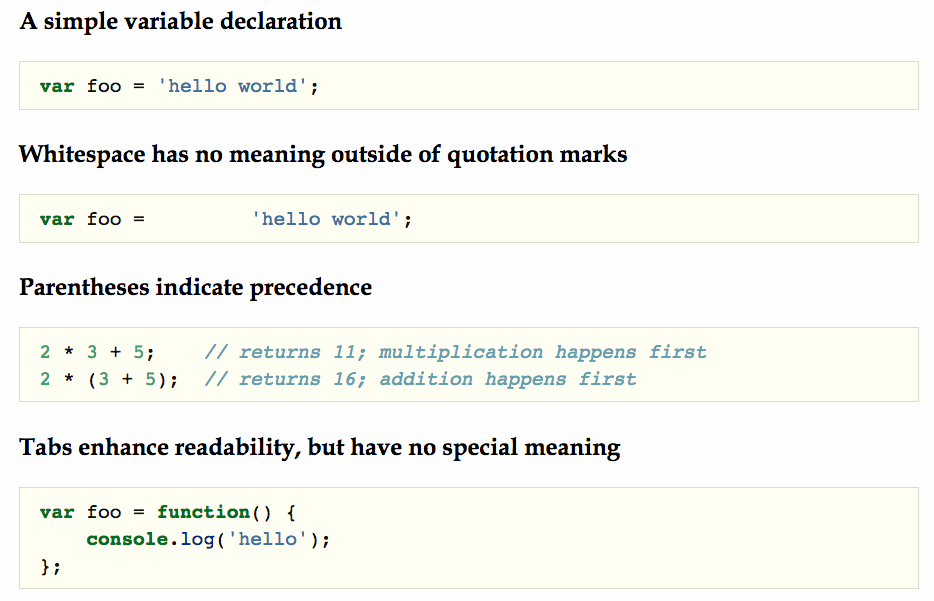 A simple variable declaration
var foo = 'hello world';
Whitespace has no meaning outside of quotation marks
var foo =         'hello world';
Parentheses indicate precedence
2 * 3 + 5;    // returns 11; multiplication happens first
2 * (3 + 5);  // returns 16; addition happens first
Tabs enhance readability, but have no special meaning
var foo = function() {
    console.log('hello');
};